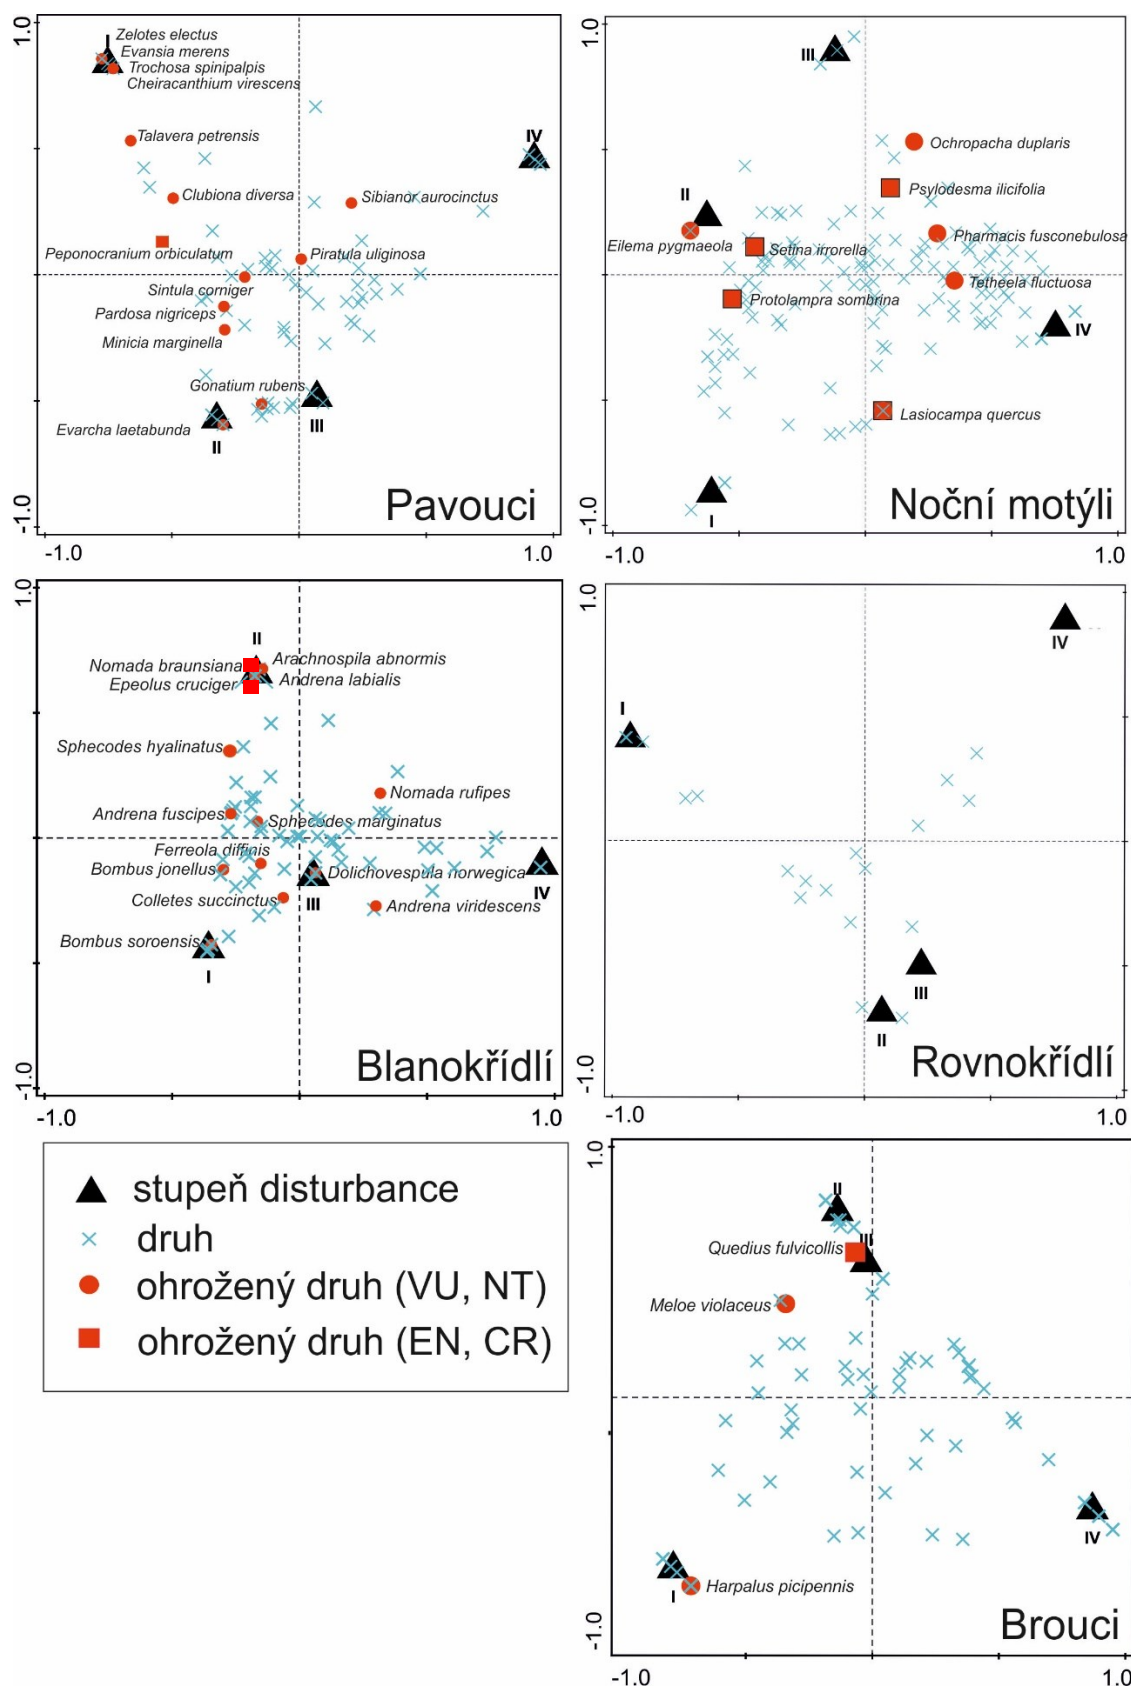 1.0
Zelotes electus
I
Evansia merens
Trochosa spinipalpis
Cheiracanthium virescens
Talavera petrensis
IV
Clubiona diversa
Sibianor aurocinctus
Peponocranium orbiculatum
Piratula uliginosa
Sintula corniger
Pardosa nigriceps
Minicia marginella
Gonatium rubens
Evarcha laetabunda
II
III
Pavouci
-1.0
-1.0
1.0
1.0
III
Ochropacha duplaris
Psylodesma ilicifolia
II
Eilema pygmaeola
Setina irrorella
Pharmacis fusconebulosa
Tetheela fluctuosa
Protolampra sombrina
IV
Lasiocampa quercus
I
Noční motýli
-1.0
-1.0
1.0
1.0
II
Nomada braunsiana
Arachnospila abnormis
Epeolus cruciger
Andrena labialis
Sphecodes hyalinatus
Nomada rufipes
Andrena fuscipes
Sphecodes marginatus
Ferreola diffinis
Bombus jonellus
Dolichovespula norwegica
IV
Colletes succinctus
III
Andrena viridescens
Bombus soroensis
I
Blanokřídlí
-1.0
-1.0
1.0
1.0
IV
I
III
II
Rovnokřídlí
-1.0
-1.0
1.0
stupeň disturbance
druh
ohrožený druh (VU, NT)
ohrožený druh (EN, CR)
1.0
II
III
Quedius fulvicollis
Meloe violaceus
IV
I
Harpalus picipennis
Brouci
-1.0
-1.0
1.0